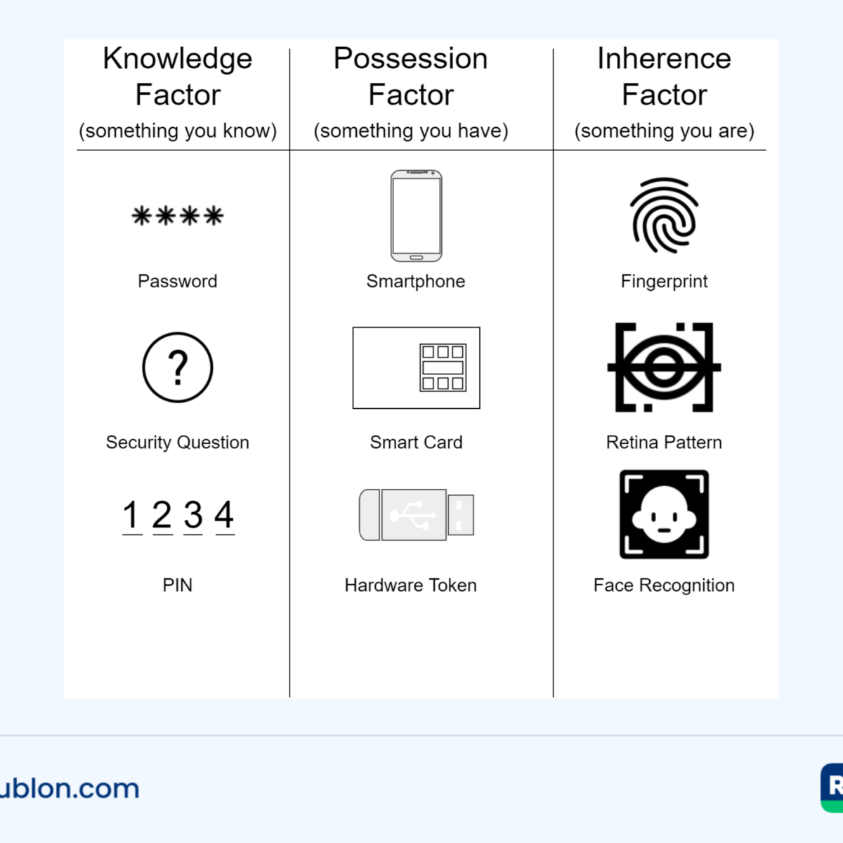 Knowledge Factor
(something you know)
Possession Factor
(something you have)
Inherence Factor
(something you are)
****
Password
Smartphone
Fingerprint
?
Security Question
Smart Card
Retina Pattern
1 2 3 4
PIN
Hardware Token
Face Recognition
ublon.com
R